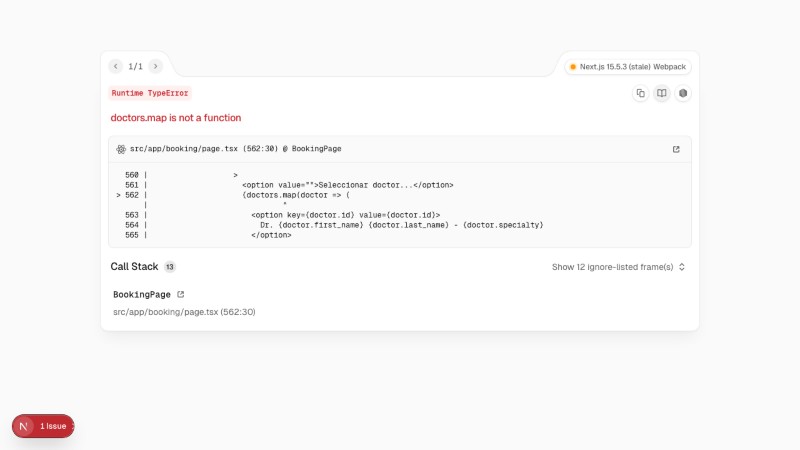 1/1
Next.js 15.5.3 (stale) Webpack
Runtime TypeError
doctors.map is not a function
src/app/booking/page.tsx (562:30) @ BookingPage
560 | >
561 | <option value="">Seleccionar doctor...</option>
> 562 | {doctors.map(doctor => (
| ^
563 | <option key={doctor.id} value={doctor.id}>
564 | Dr. {doctor.first_name} {doctor.last_name} - {doctor.specialty}
565 | </option>
Call Stack 13
Show 12 ignore-listed frame(s)
BookingPage
src/app/booking/page.tsx (562:30)
N 1 Issue